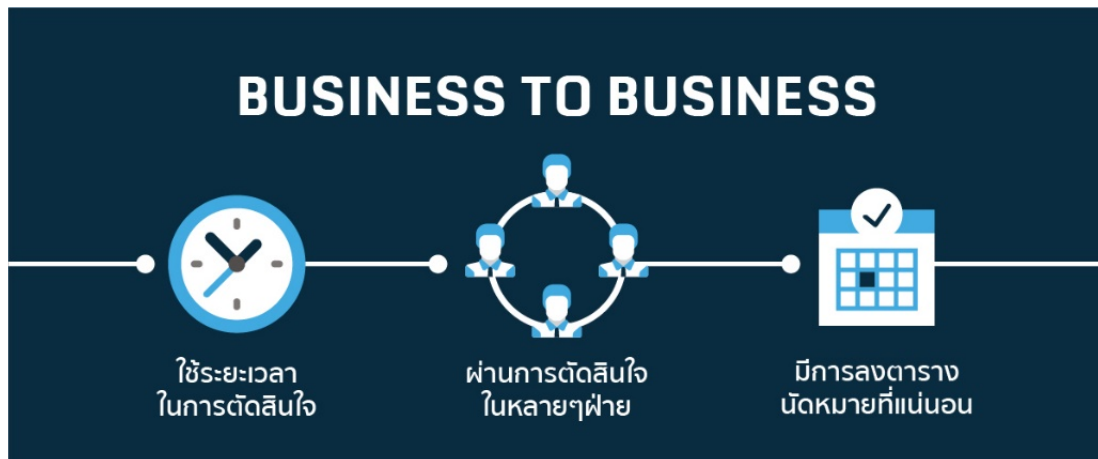 BUSINESS TO BUSINESS
ใช้ระยะเวลา
ในการตัดสินใจ
ผ่านการตัดสินใจ
ในหลายๆฝ่าย
มีการลงตาราง
นัดหมายที่แน่นอน